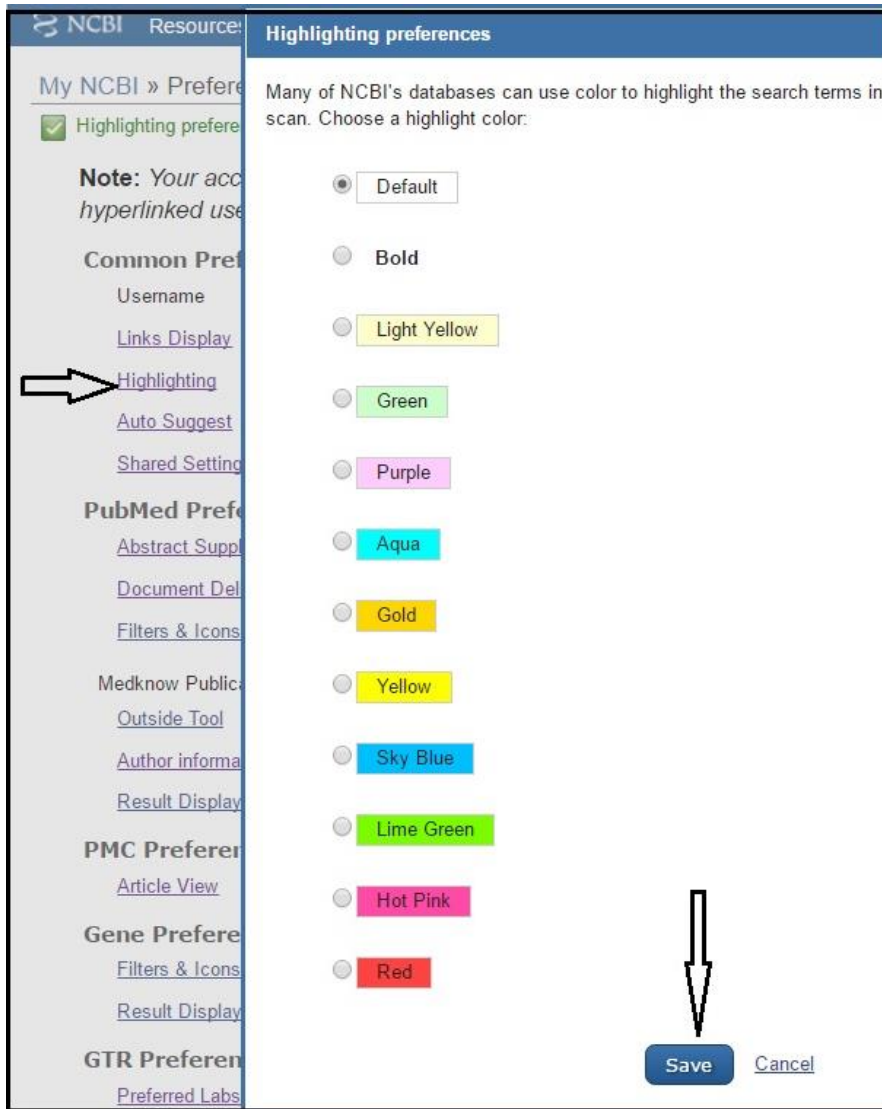 NCBI Resources
My NCBI » Prefere
Highlighting prefere
Note: Your acc
hyperlinked use
Common Pref
Username
Links Display
Highlighting
Auto Suggest
Shared Setting
PubMed Prefe
Abstract Suppl
Document Del
Filters & Icons
Medknow Publica
Outside Tool
Author informa
Result Display
PMC Preferen
Article View
Gene Prefere
Filters & Icons
Result Display
GTR Preferen
Preferred Labs
Highlighting preferences
Many of NCBI's databases can use color to highlight the search terms in
scan. Choose a highlight color:
Default
Bold
Light Yellow
Green
Purple
Aqua
Gold
Yellow
Sky Blue
Lime Green
Hot Pink
Red
Save Cancel